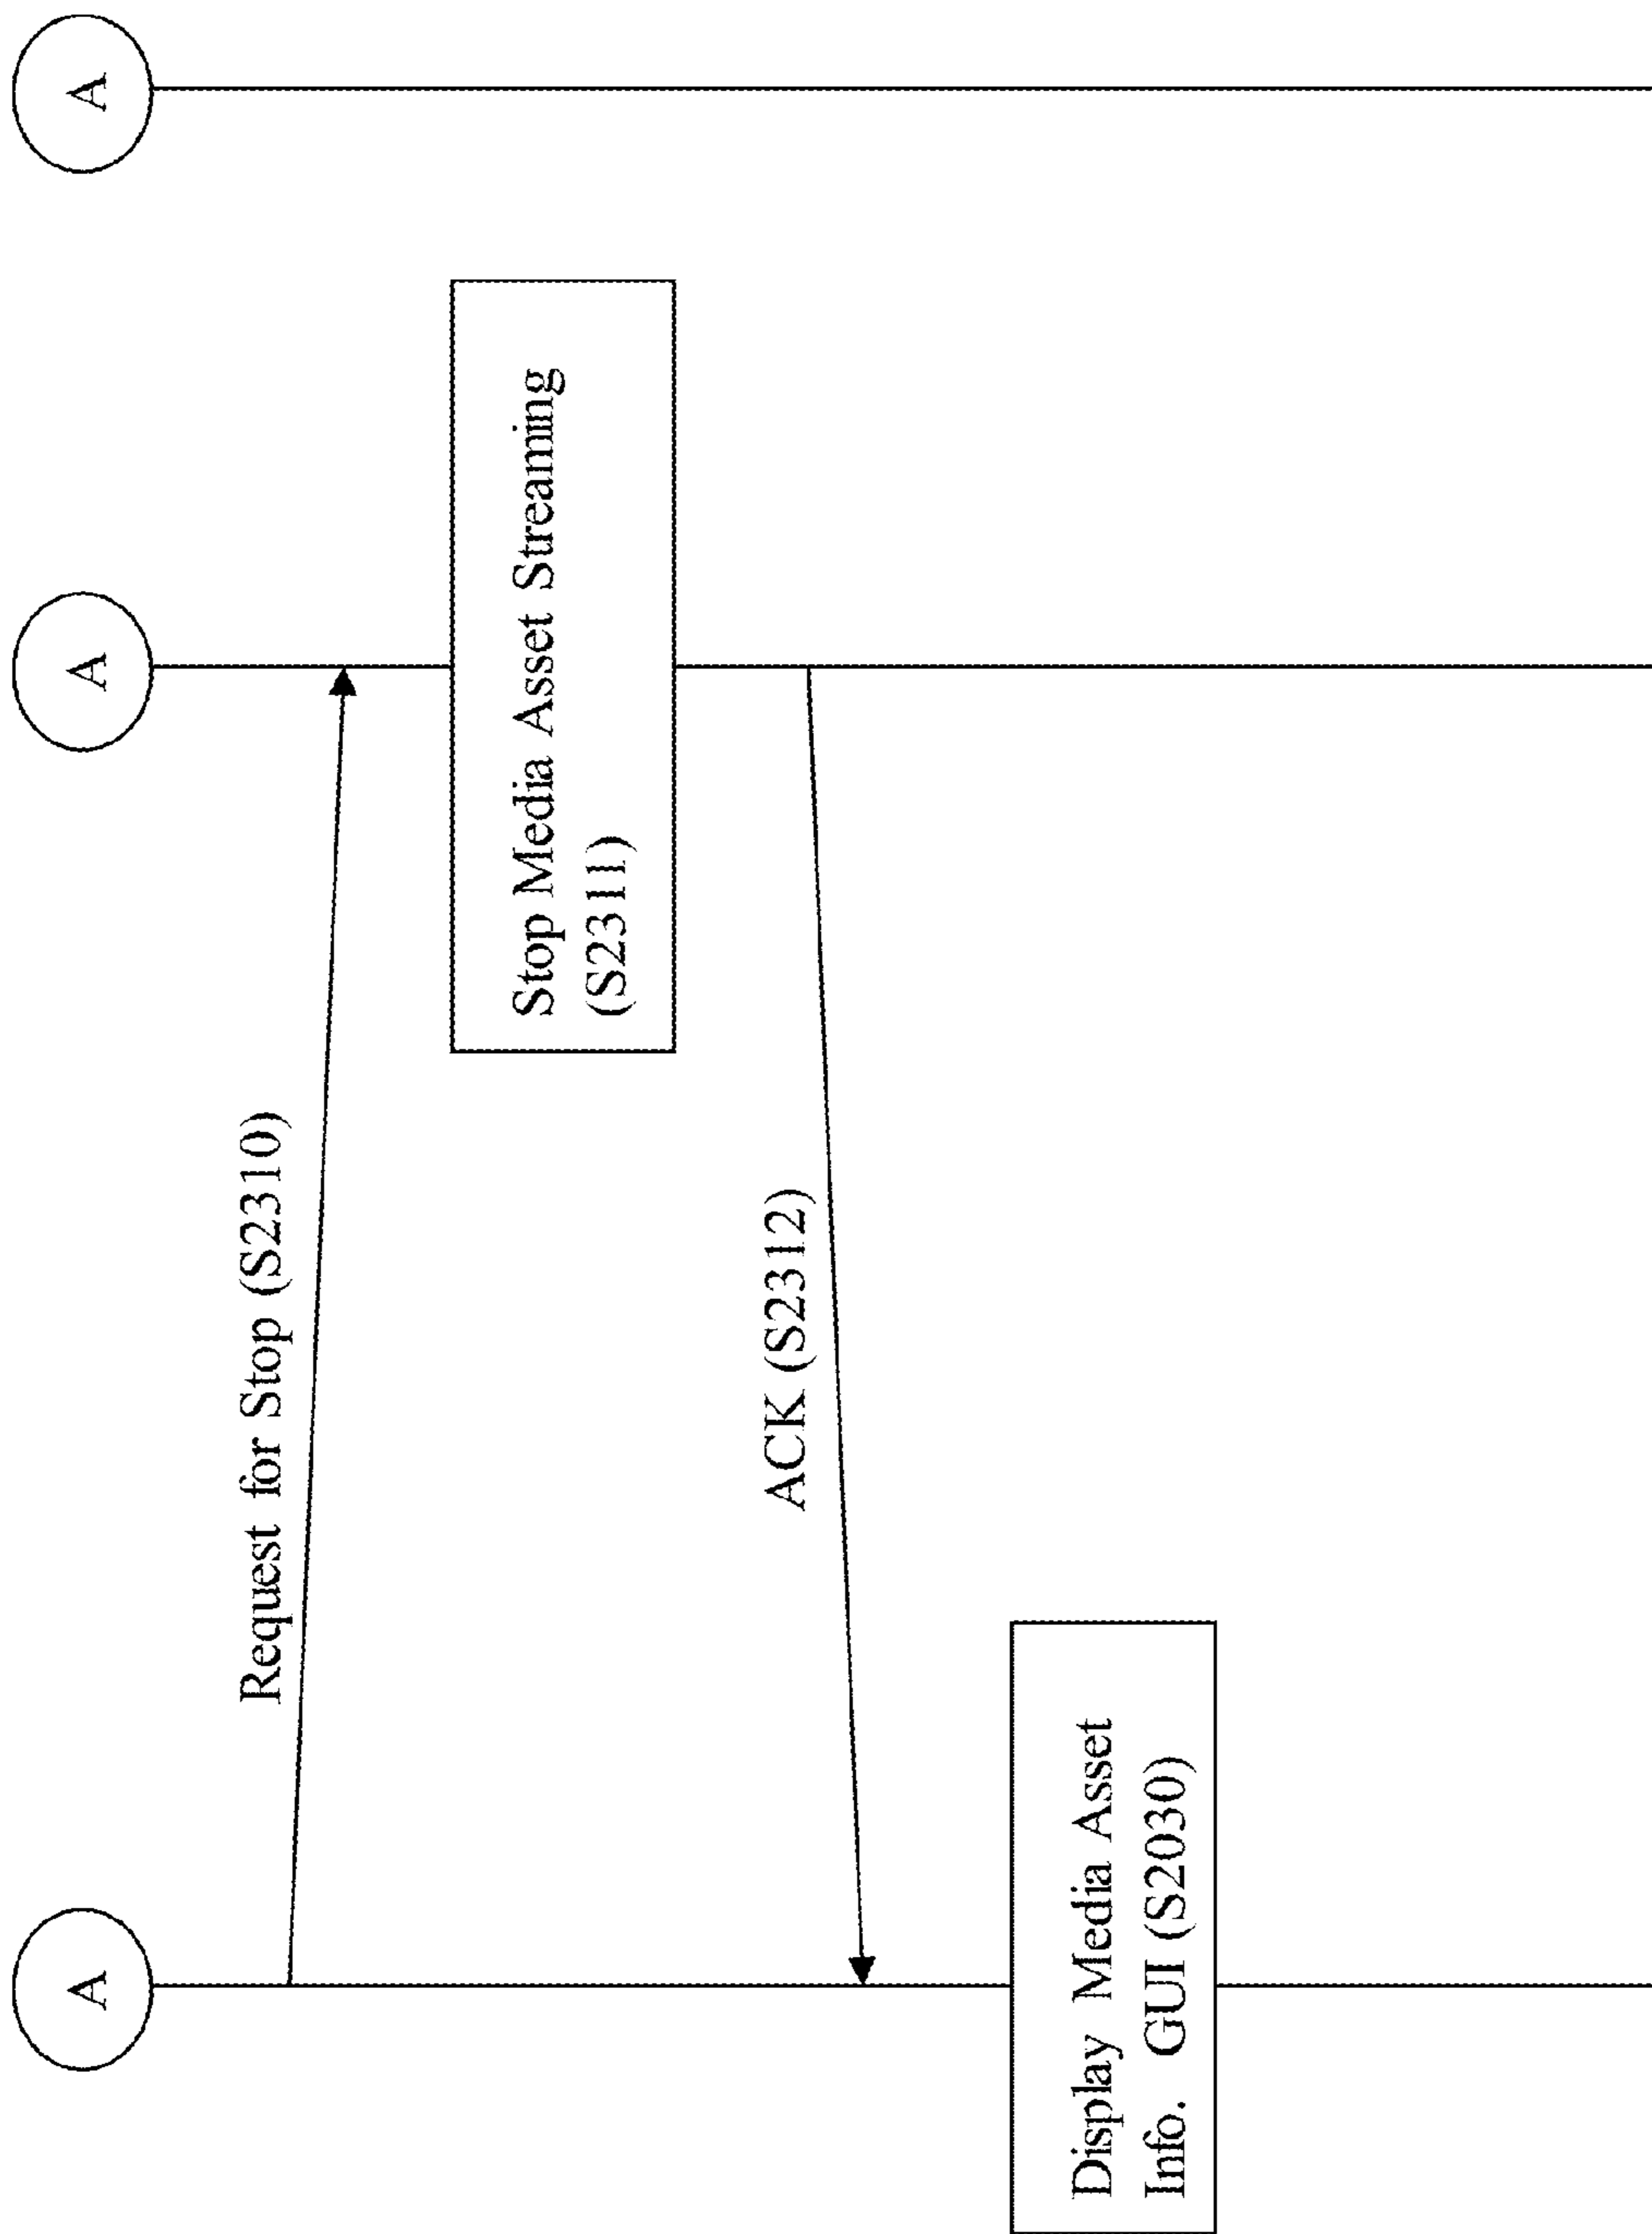 A
A
A
Request for Stop (S2310)
Stop Media Asset Streaming
(S2311)
ACK (S2312)
Display Media Asset
Info. GUI (S2030)